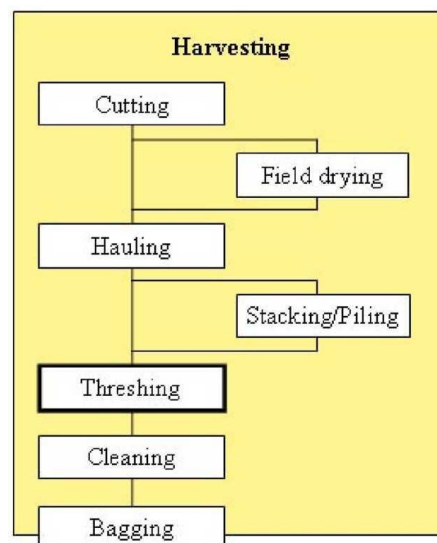 Harvesting
Cutting
Field drying
Hauling
Stacking/Piling
Threshing
Cleaning
Bagging